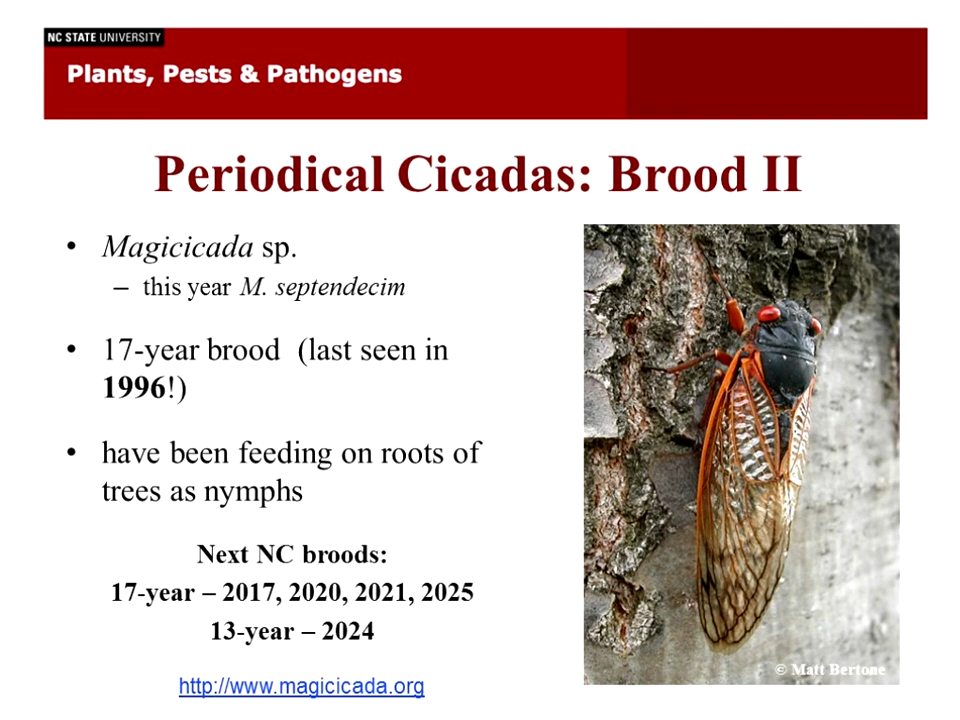 NC STATE UNIVERSITY
Plants, Pests & Pathogens
Periodical Cicadas: Brood II
• Magicicada sp.
– this year M. septendecim
• 17-year brood (last seen in
1996!)
• have been feeding on roots of
trees as nymphs
Next NC broods:
17-year – 2017, 2020, 2021, 2025
13-year – 2024
http://www.magicicada.org
© Matt Bertone